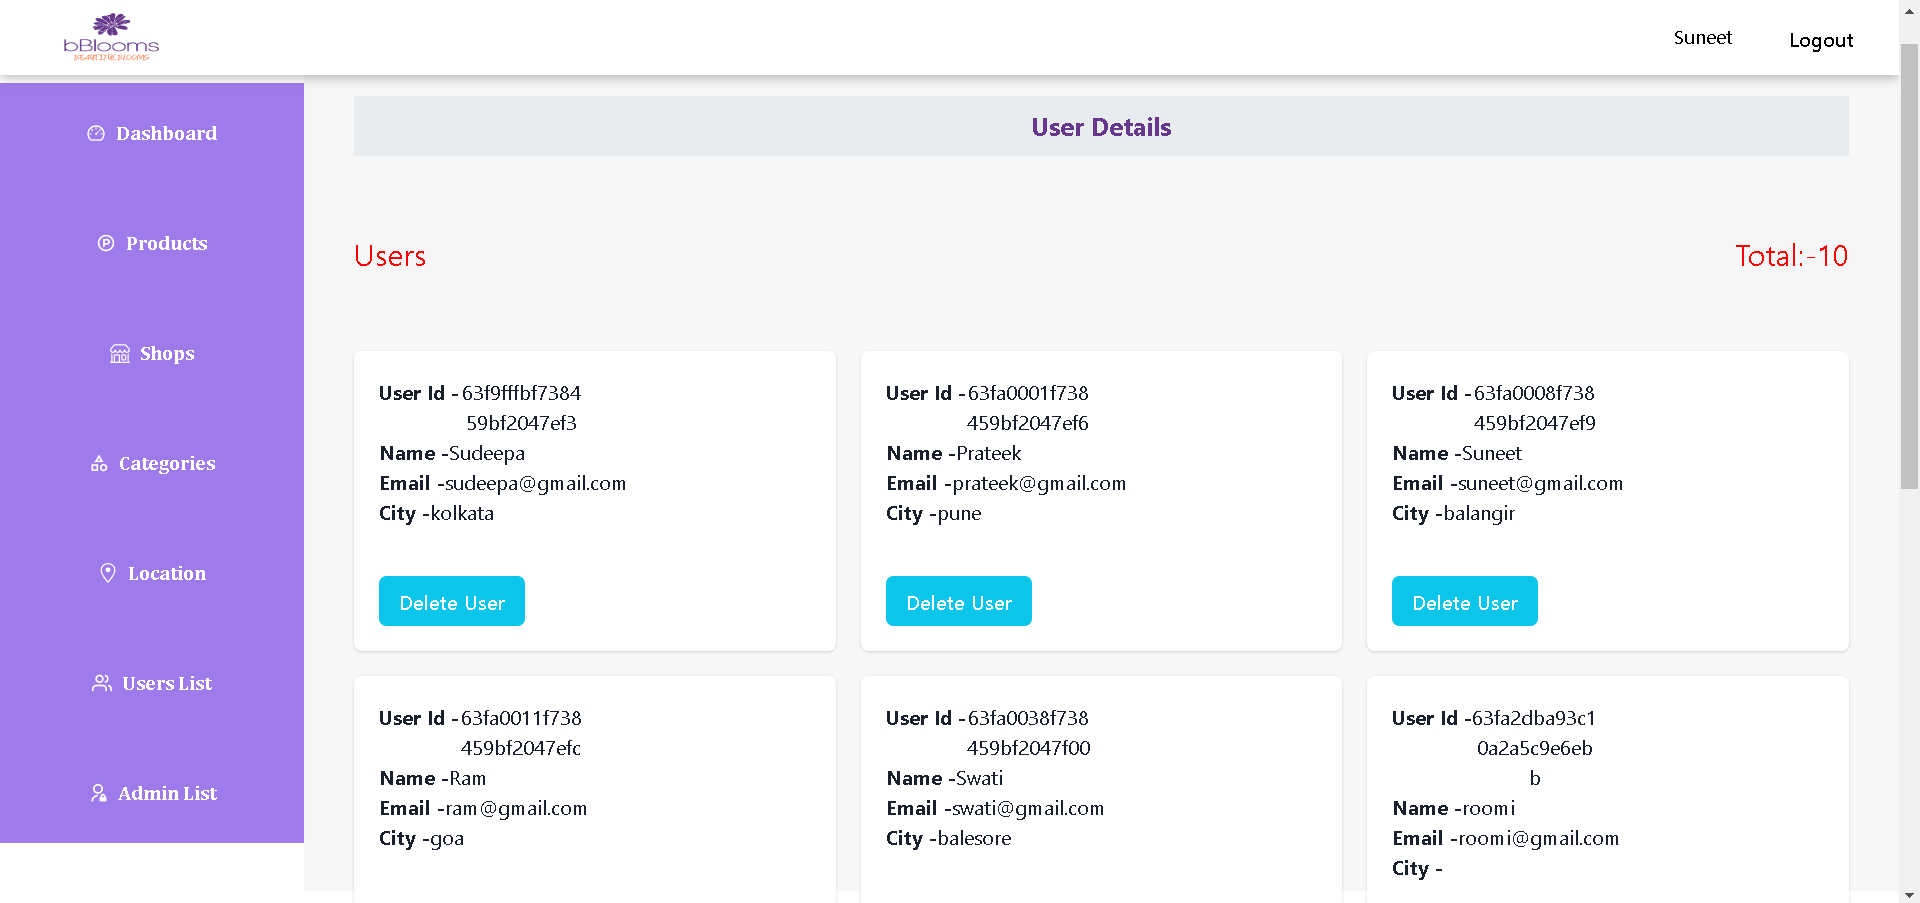 bBlooms
BEAUTIFUL BLOOMS
Suneet
Logout
Dashboard
Products
Shops
Categories
Location
Users List
Admin List
User Details
Users
Total:-10
User Id -63f9fffbf7384
59bf2047ef3
Name -Sudeepa
Email -sudeepa@gmail.com
City -kolkata
Delete User
User Id -63fa0001f738
459bf2047ef6
Name -Prateek
Email -prateek@gmail.com
City -pune
Delete User
User Id -63fa0008f738
459bf2047ef9
Name -Suneet
Email -suneet@gmail.com
City -balangir
Delete User
User Id -63fa0011f738
459bf2047efc
Name -Ram
Email -ram@gmail.com
City -goa
User Id -63fa0038f738
459bf2047f00
Name -Swati
Email -swati@gmail.com
City -balesore
User Id -63fa2dba93c1
0a2a5c9e6eb
b
Name -roomi
Email -roomi@gmail.com
City -